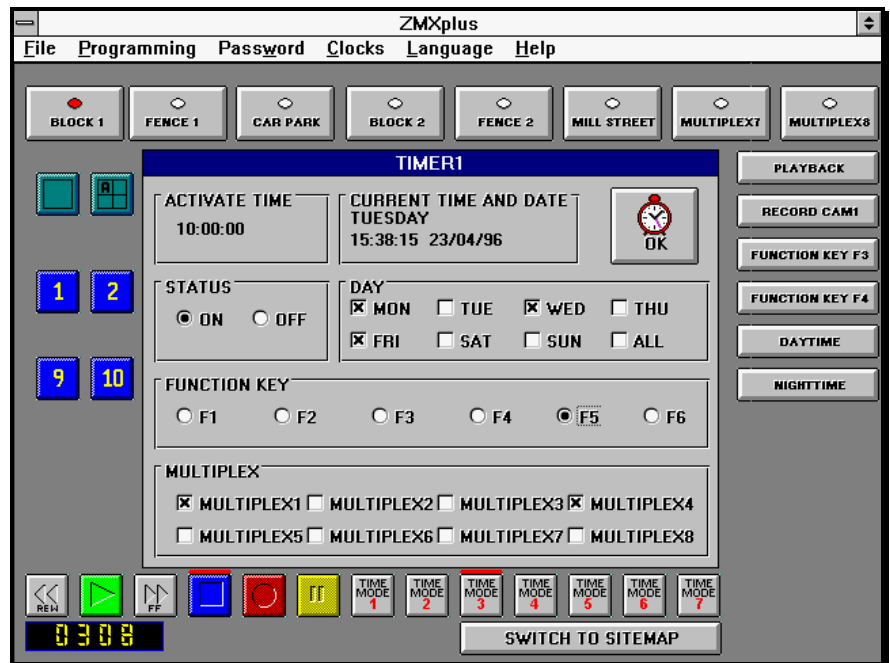 ZMXplus
File Programming Password Clocks Language Help
BLOCK 1 FENCE 1 CAR PARK BLOCK 2 FENCE 2 MILL STREET MULTIPLEX7 MULTIPLEX8
TIMER1
PLAYBACK
RECORD CAM1
FUNCTION KEY F3
FUNCTION KEY F4
DAYTIME
NIGHTTIME
A
1 2
9 10
ACTIVATE TIME
10:00:00
CURRENT TIME AND DATE
TUESDAY
15:38:15 23/04/96
OK
STATUS
ON OFF
DAY
MON TUE WED THU
FRI SAT SUN ALL
FUNCTION KEY
F1 F2 F3 F4 F5 F6
MULTIPLEX
MULTIPLEX1 MULTIPLEX2 MULTIPLEX3 MULTIPLEX4
MULTIPLEX5 MULTIPLEX6 MULTIPLEX7 MULTIPLEX8
REW FF
TIME MODE 1 TIME MODE 2 TIME MODE 3 TIME MODE 4 TIME MODE 5 TIME MODE 6 TIME MODE 7
0308
SWITCH TO SITEMAP